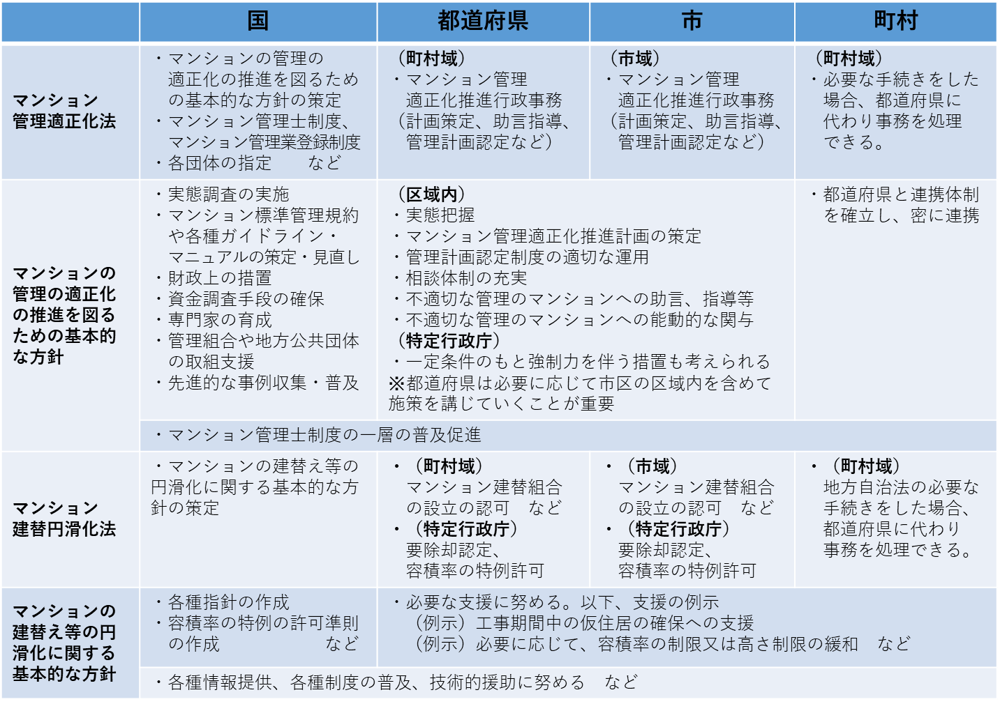 国
都道府県
市
町村
マンション
管理適正化法
・マンションの管理の
適正化の推進を図るため
の基本的な方針の策定
・マンション管理士制度、
マンション管理業登録制度
・各団体の指定　　など
（町村域）
・マンション管理
適正化推進行政事務
（計画策定、助言指導、
管理計画認定など）
（市域）
・マンション管理
適正化推進行政事務
（計画策定、助言指導、
管理計画認定など）
（町村域）
・必要な手続きをした
場合、都道府県に
代わり事務を処理
できる。
マンションの
管理の適正化
の推進を図る
ための基本的
な方針
・実態調査の実施
・マンション標準管理規約
や各種ガイドライン・
マニュアルの策定・見直し
・財政上の措置
・資金調査手段の確保
・専門家の育成
・管理組合や地方公共団体
の取組支援
・先進的な事例収集・普及
（区域内）
・実態把握
・マンション管理適正化推進計画の策定
・管理計画認定制度の適切な運用
・相談体制の充実
・不適切な管理のマンションへの助言、指導等
・不適切な管理のマンションへの能動的な関与
（特定行政庁）
・一定条件のもと強制力を伴う措置も考えられる
※都道府県は必要に応じて市区の区域内を含めて
施策を講じていくことが重要
・都道府県と連携体制
を確立し、密に連携
・マンション管理士制度の一層の普及促進
マンション
建替円滑化法
・マンションの建替え等の
円滑化に関する基本的な方
針の策定
・（町村域）
マンション建替組合
の設立の認可　など
・（特定行政庁）
要除却認定、
容積率の特例許可
・（市域）
マンション建替組合
の設立の認可　など
・（特定行政庁）
要除却認定、
容積率の特例許可
・（町村域）
地方自治法の必要な
手続きをした場合、
都道府県に代わり
事務を処理できる。
マンションの
建替え等の円
滑化に関する
基本的な方針
・各種指針の作成
・容積率の特例の許可準則
の作成　　　　　　など
・必要な支援に努める。以下、支援の例示
（例示）工事期間中の仮住居の確保への支援
（例示）必要に応じて、容積率の制限又は高さ制限の緩和　など
・各種情報提供、各種制度の普及、技術的援助に努める　など